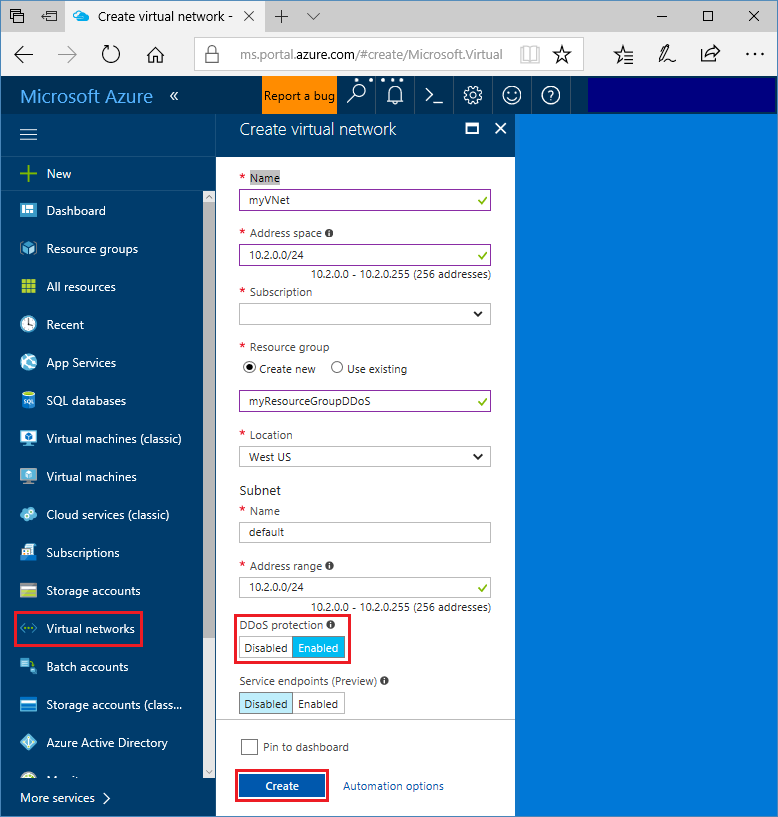 Create virtual network -
ms.portal.azure.com/#create/Microsoft.Virtual
Microsoft Azure «
Report a bug
New
Dashboard
Resource groups
All resources
Recent
App Services
SQL databases
Virtual machines (classic)
Virtual machines
Cloud services (classic)
Subscriptions
Storage accounts
Virtual networks
Batch accounts
Storage accounts (class...
Azure Active Directory
More services
Create virtual network
* Name
myVNet
* Address space
10.2.0.0/24
10.2.0.0 - 10.2.0.255 (256 addresses)
* Subscription
* Resource group
Create new Use existing
myResourceGroupDDoS
* Location
West US
Subnet
* Name
default
* Address range
10.2.0.0/24
10.2.0.0 - 10.2.0.255 (256 addresses)
DDoS protection
Disabled Enabled
Service endpoints (Preview)
Disabled Enabled
Pin to dashboard
Create Automation options